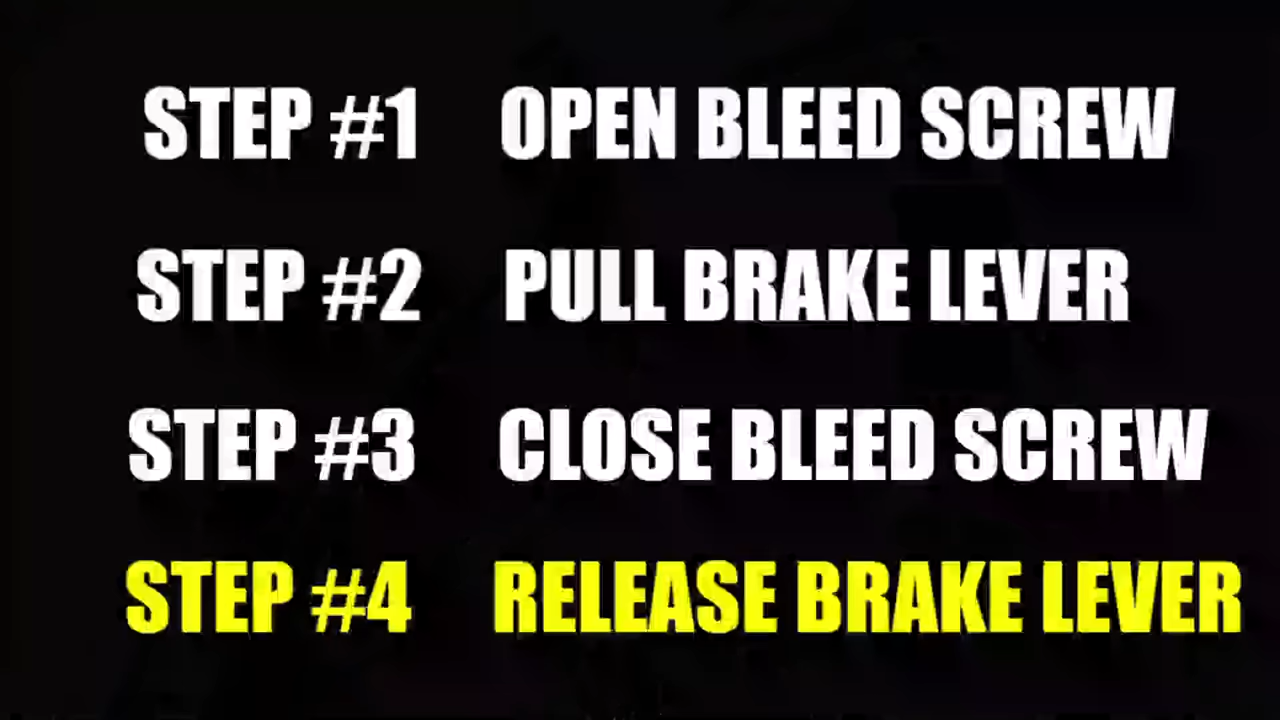 STEP #1 OPEN BLEED SCREW
STEP #2 PULL BRAKE LEVER
STEP #3 CLOSE BLEED SCREW
STEP #4 RELEASE BRAKE LEVER